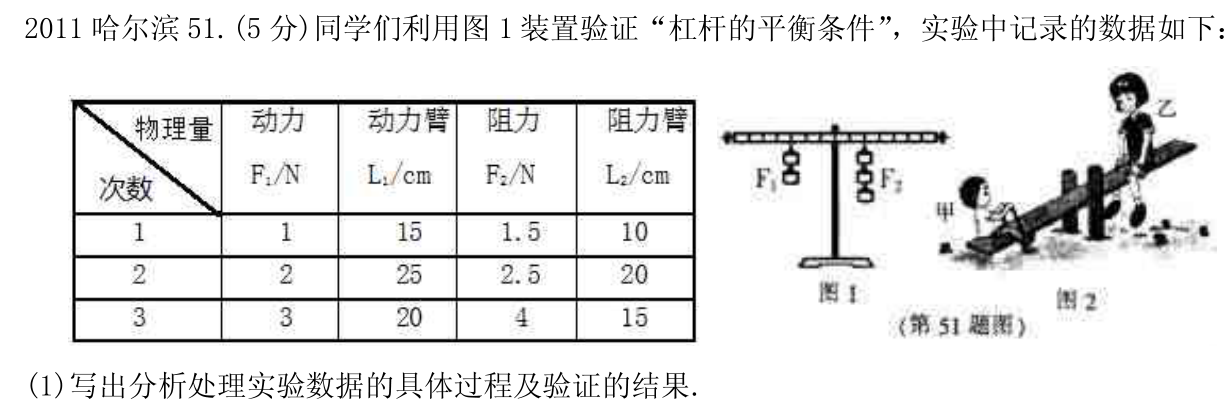 2011 哈尔滨 51. (5 分)同学们利用图 1 装置验证“杠杆的平衡条件”，实验中记录的数据如下：
物理量 动力 动力臂 阻力 阻力臂
次数 F₁/N L₁/cm F₂/N L₂/cm
1 1 15 1.5 10
2 2 25 2.5 20
3 3 20 4 15
F₁ F₂
图 1
乙
甲
图 2
(第 51 题图)
(1)写出分析处理实验数据的具体过程及验证的结果.